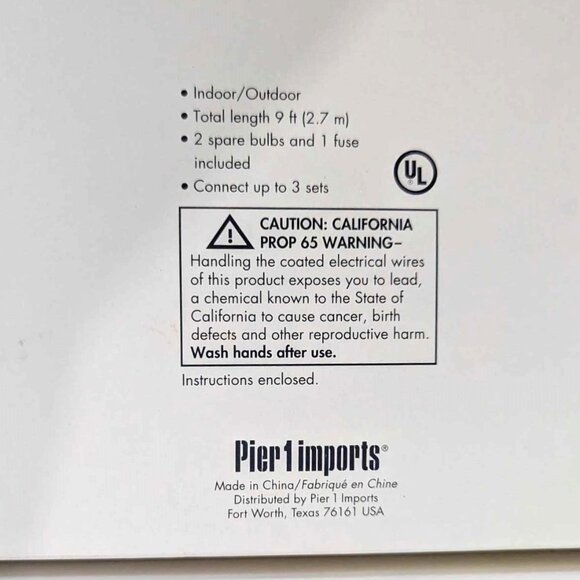 • Indoor/Outdoor
• Total length 9 ft (2.7 m)
• 2 spare bulbs and 1 fuse
included
• Connect up to 3 sets
UL
®
CAUTION: CALIFORNIA
PROP 65 WARNING–
Handling the coated electrical wires
of this product exposes you to lead,
a chemical known to the State of
California to cause cancer, birth
defects and other reproductive harm.
Wash hands after use.
Instructions enclosed.
Pier 1 imports®
Made in China/Fabriqué en Chine
Distributed by Pier 1 Imports
Fort Worth, Texas 76161 USA